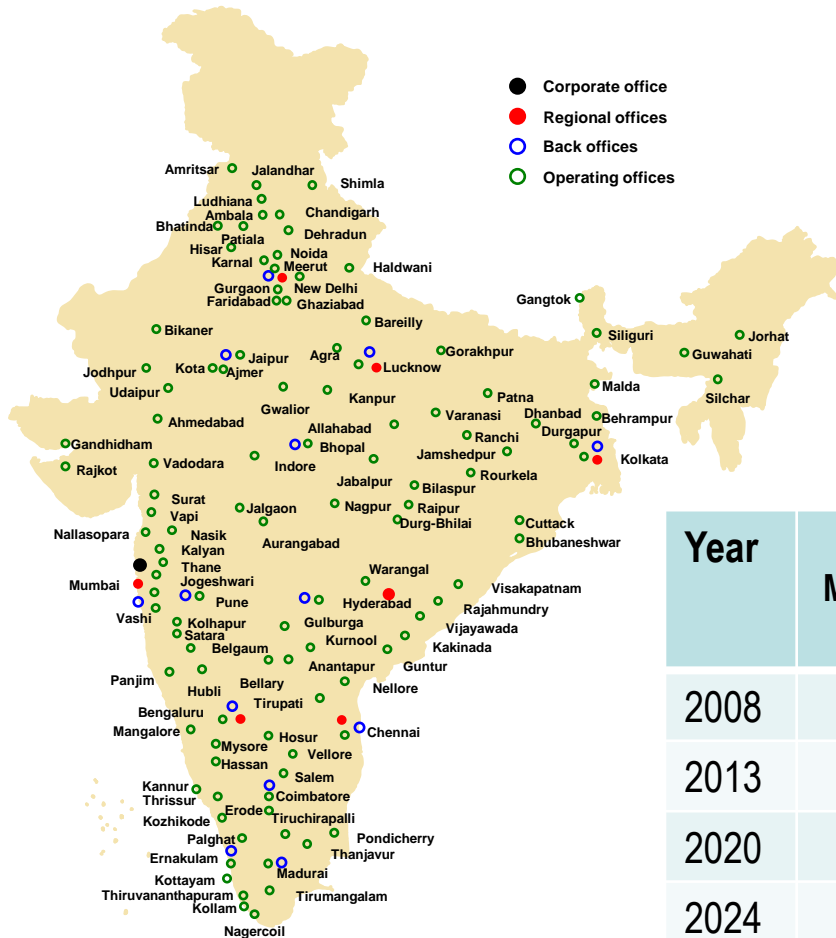 Corporate office
Regional offices
Back offices
Operating offices
Amritsar
Jalandhar
Shimla
Ludhiana
Ambala
Chandigarh
Bhatinda
Patiala
Dehradun
Hisar
Noida
Karnal
Meerut
Haldwani
Gurgaon
New Delhi
Faridabad
Ghaziabad
Gangtok
Bikaner
Bareilly
Siliguri
Jorhat
Jaipur
Agra
Gorakhpur
Guwahati
Jodhpur
Kota
Ajmer
Lucknow
Udaipur
Gwalior
Kanpur
Patna
Malda
Silchar
Ahmedabad
Allahabad
Varanasi
Dhanbad
Behrampur
Gandhidham
Bhopal
Ranchi
Durgapur
Rajkot
Vadodara
Indore
Jamshedpur
Kolkata
Jabalpur
Rourkela
Surat
Bilaspur
Vapi
Jalgaon
Nagpur
Raipur
Nallasopara
Nasik
Aurangabad
Durg-Bhilai
Cuttack
Kalyan
Bhubaneshwar
Thane
Warangal
Mumbai
Jogeshwari
Visakapatnam
Vashi
Pune
Hyderabad
Rajahmundry
Kolhapur
Gulburga
Vijayawada
Satara
Kurnool
Kakinada
Belgaum
Anantapur
Guntur
Panjim
Hubli
Bellary
Nellore
Tirupati
Bengaluru
Mangalore
Hosur
Chennai
Mysore
Vellore
Hassan
Salem
Kannur
Coimbatore
Thrissur
Erode
Kozhikode
Tiruchirapalli
Palghat
Pondicherry
Ernakulam
Thanjavur
Madurai
Kottayam
Thiruvananthapuram
Tirumangalam
Kollam
Nagercoil
Year
M
2008
2013
2020
2024